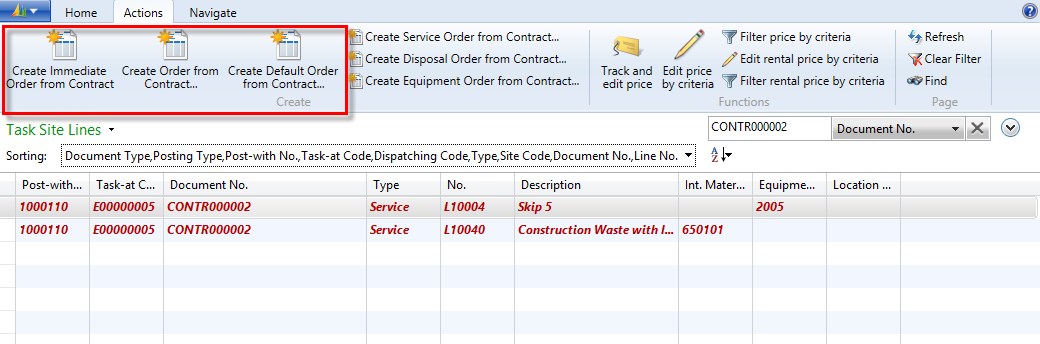 Home Actions Navigate
Create Immediate Order from Contract
Create Order from Contract...
Create Default Order from Contract...
Create Service Order from Contract...
Create Disposal Order from Contract...
Create Equipment Order from Contract...
Create
Track and edit price
Edit price by criteria
Filter price by criteria
Edit rental price by criteria
Filter rental price by criteria
Functions
Refresh
Clear Filter
Find
Page
Task Site Lines
CONTR000002 Document No.
Sorting: Document Type,Posting Type,Post-with No.,Task-at Code,Dispatching Code,Type,Site Code,Document No.,Line No.
Post-with... Task-at C... Document No. Type No. Description Int. Mater... Equipme... Location ...
1000110 E00000005 CONTR000002 Service L10004 Skip 5 2005
1000110 E00000005 CONTR000002 Service L10040 Construction Waste with I... 650101